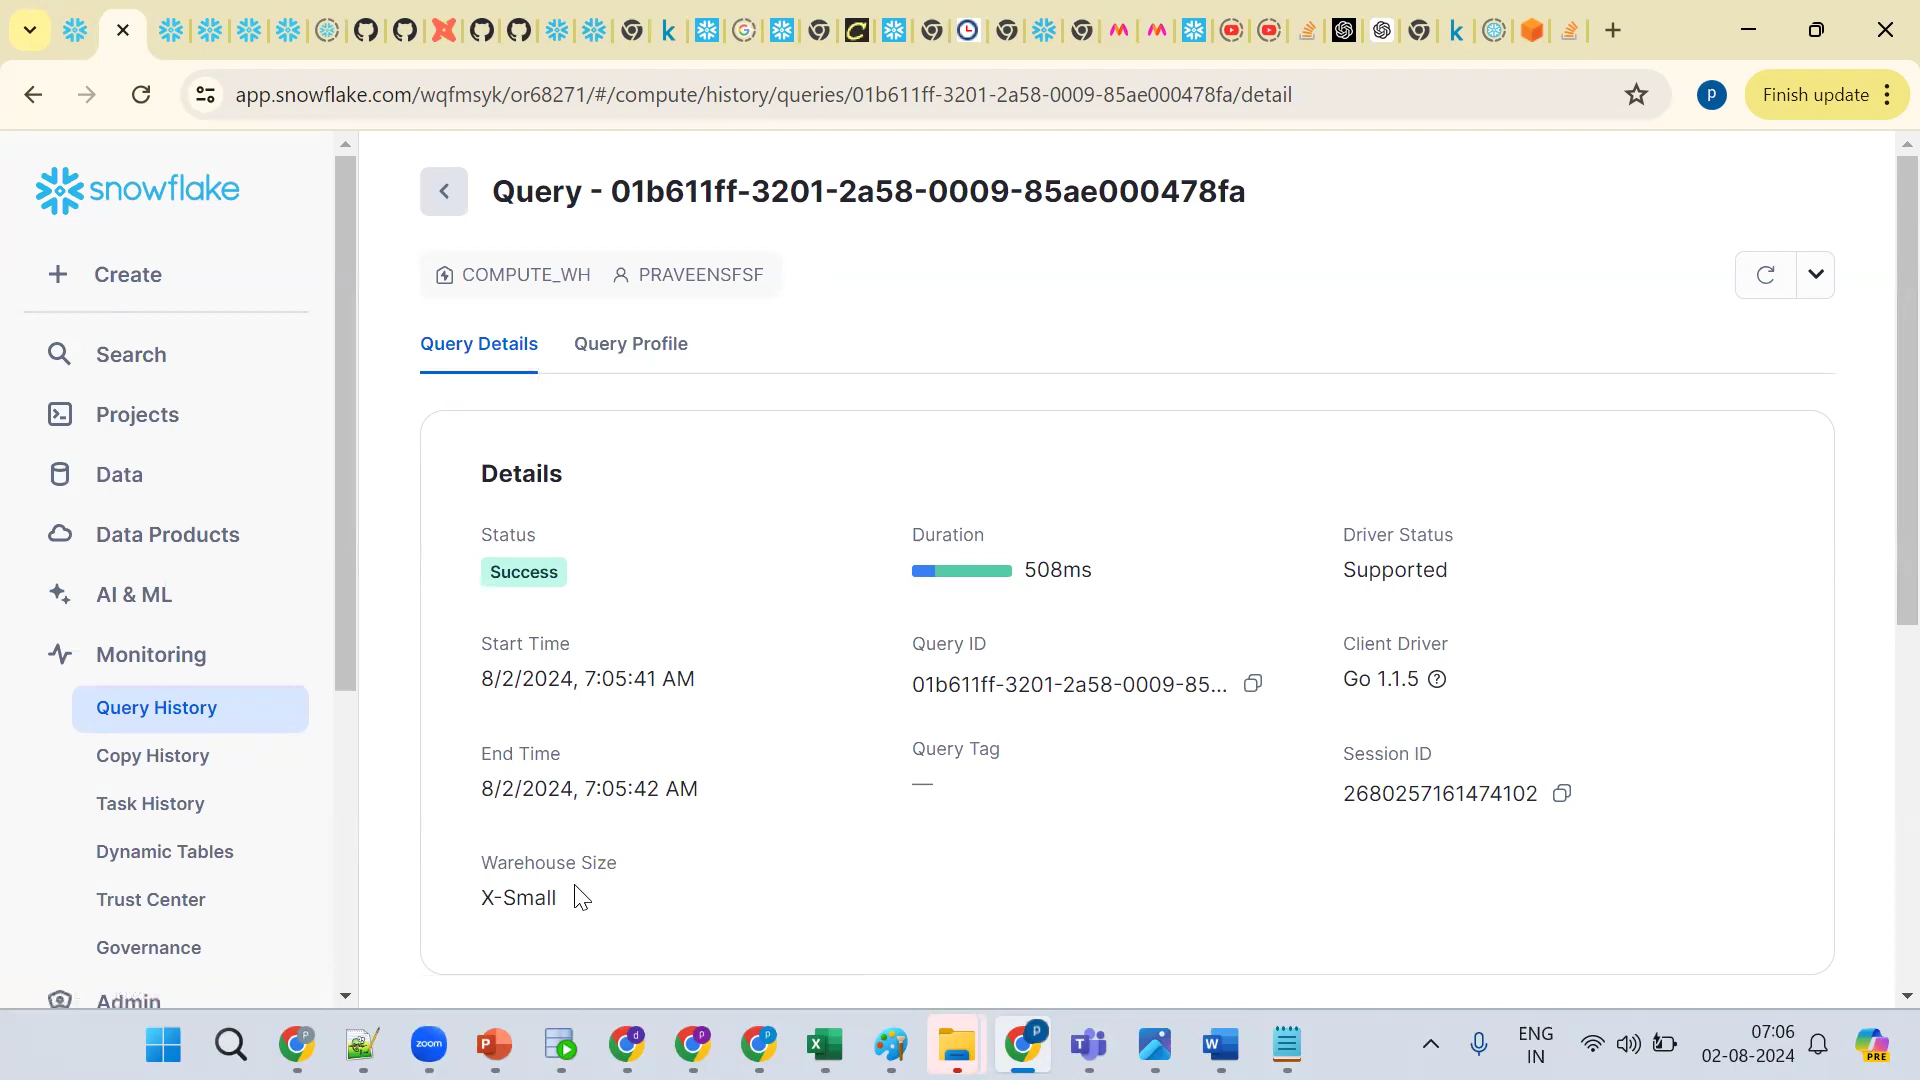 app.snowflake.com/wqfmsyk/or68271/#/compute/history/queries/01b611ff-3201-2a58-0009-85ae000478fa/detail
P
Finish update
snowflake
Create
Search
Projects
Data
Data Products
AI & ML
Monitoring
Query History
Copy History
Task History
Dynamic Tables
Trust Center
Governance
Admin
Query - 01b611ff-3201-2a58-0009-85ae000478fa
COMPUTE_WH PRAVEENSFSF
Query Details Query Profile
Details
Status
Success
Duration
508ms
Driver Status
Supported
Start Time
8/2/2024, 7:05:41 AM
Query ID
01b611ff-3201-2a58-0009-85...
Client Driver
Go 1.1.5
End Time
8/2/2024, 7:05:42 AM
Query Tag
—
Session ID
2680257161474102
Warehouse Size
X-Small
zoom
ENG
IN
07:06
02-08-2024
PRE